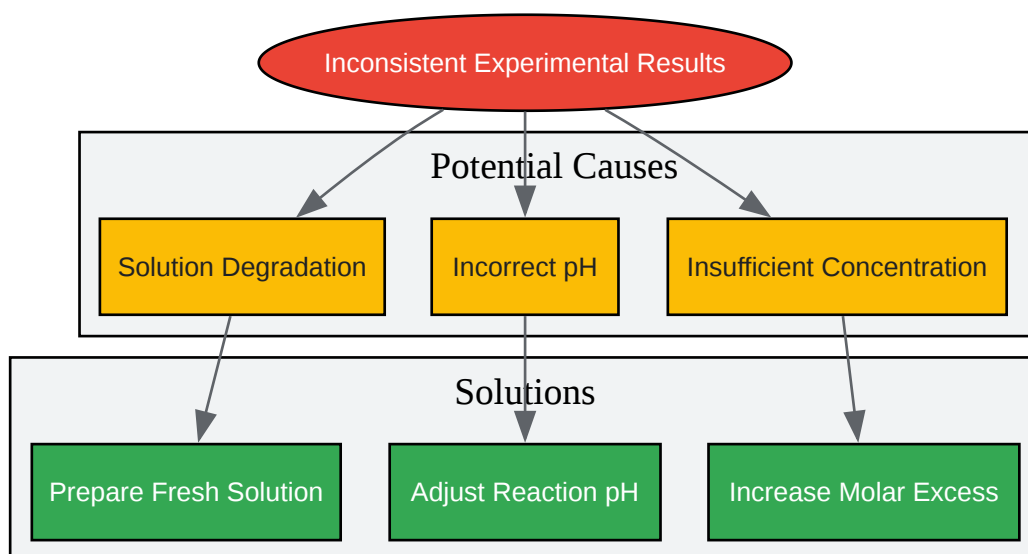 Inconsistent Experimental Results
Potential Causes
Solution Degradation
Incorrect pH
Insufficient Concentration
Solutions
Prepare Fresh Solution
Adjust Reaction pH
Increase Molar Excess